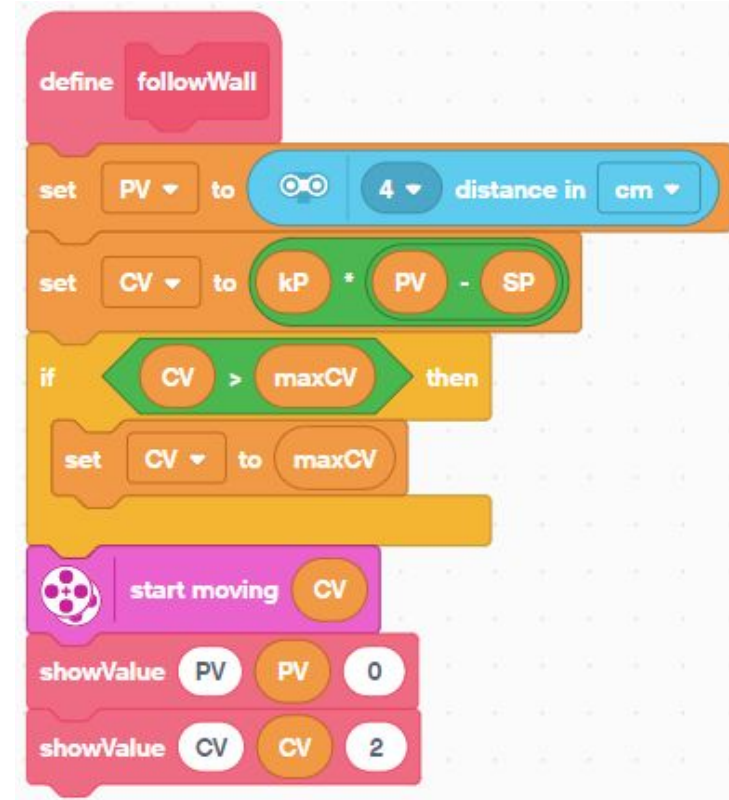 define followWall
set PV to 4 distance in cm
set CV to kP * PV - SP
if CV > maxCV then
set CV to maxCV
start moving CV
showValue PV PV 0
showValue CV CV 2